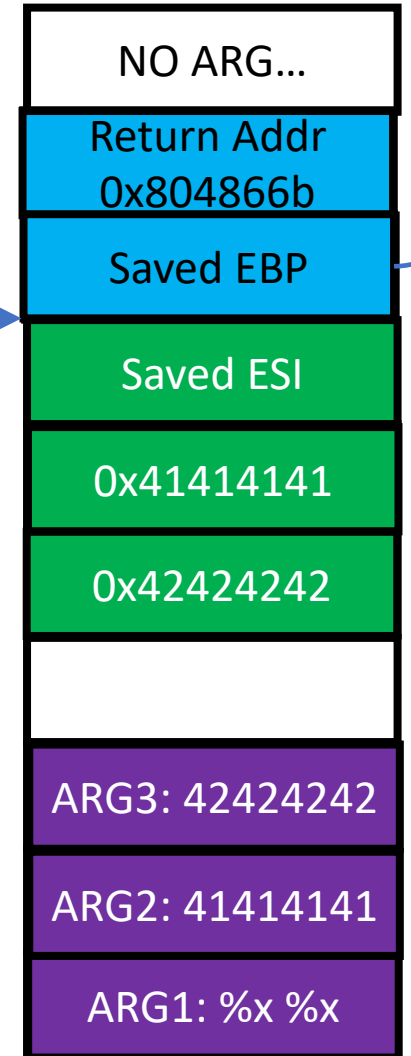 NO ARG…
Return Addr
0x804866b
Saved EBP
Saved ESI
0x41414141
0x42424242
ARG3: 42424242
ARG2: 41414141
ARG1: %x %x